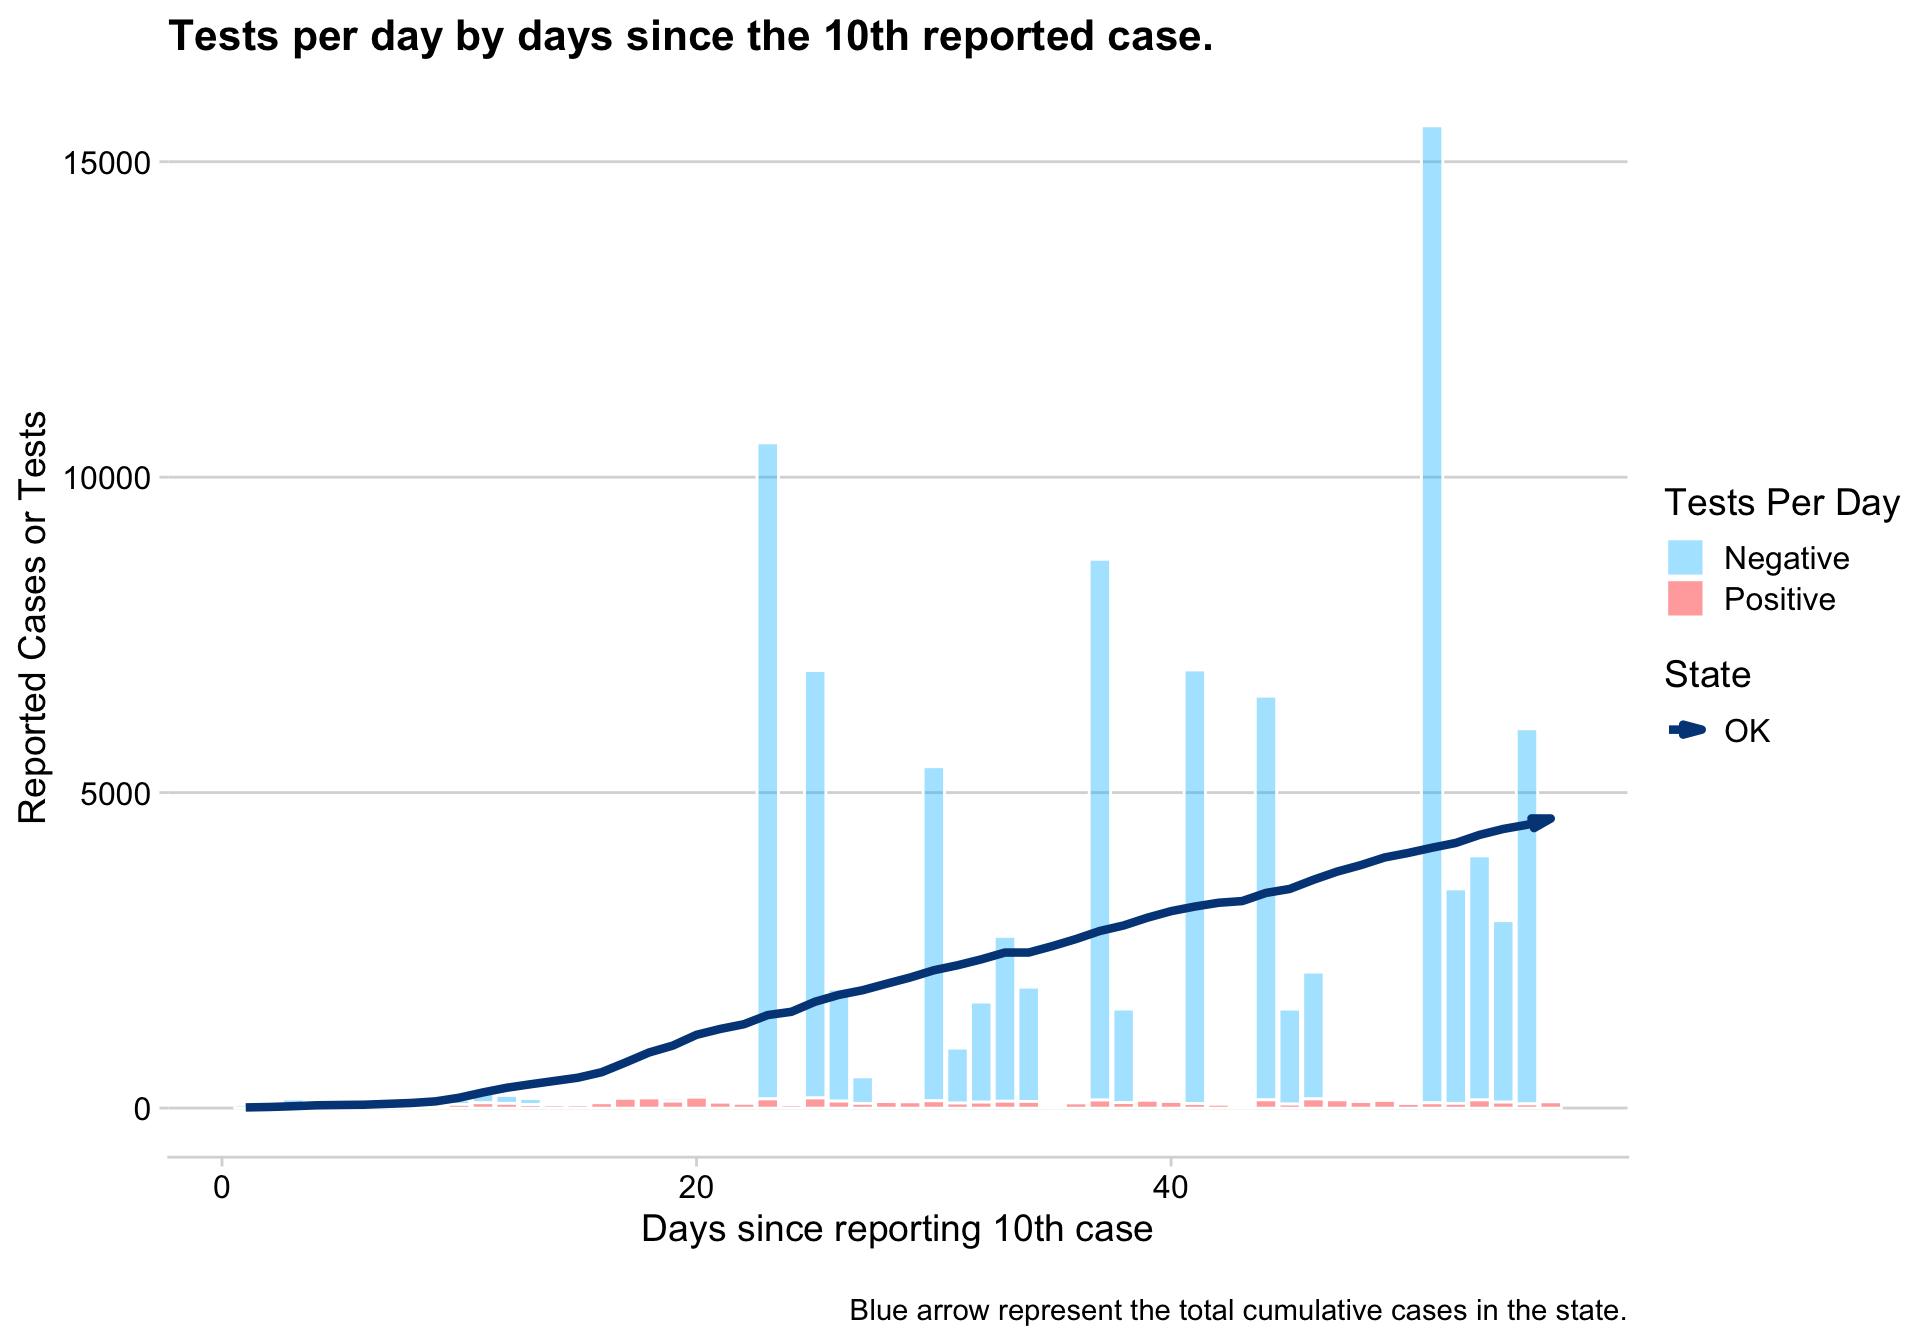 Tests per day by days since the 10th reported case.
15000
10000
5000
0
Reported Cases or Tests
0 20 40
Days since reporting 10th case
Tests Per Day
Negative
Positive
State
OK
Blue arrow represent the total cumulative cases in the state.